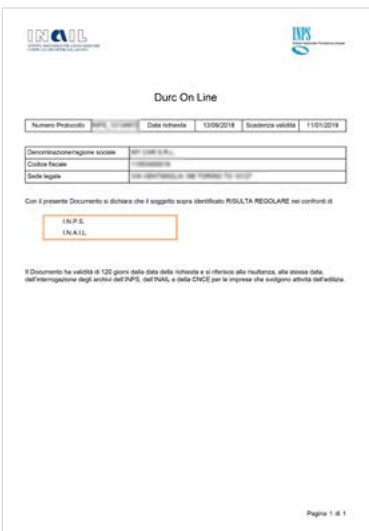 INAIL
INPS
Durc On Line
Numero Protocollo Data richiesta 13/09/2018 Scadenza validità 11/01/2019
Denominazione/ragione sociale
Codice fiscale
Sede legale
Con il presente Documento si dichiara che il soggetto sopra identificato RISULTA REGOLARE nei confronti di
I.N.P.S.
I.N.A.I.L.
Il Documento ha validità di 120 giorni dalla data della richiesta e si riferisce alla risultanza, alla stessa data,
dell'interrogazione degli archivi dell'INPS, dell'INAIL e della CNCE per le imprese che svolgono attività dell'edilizia.
Pagina 1 di 1